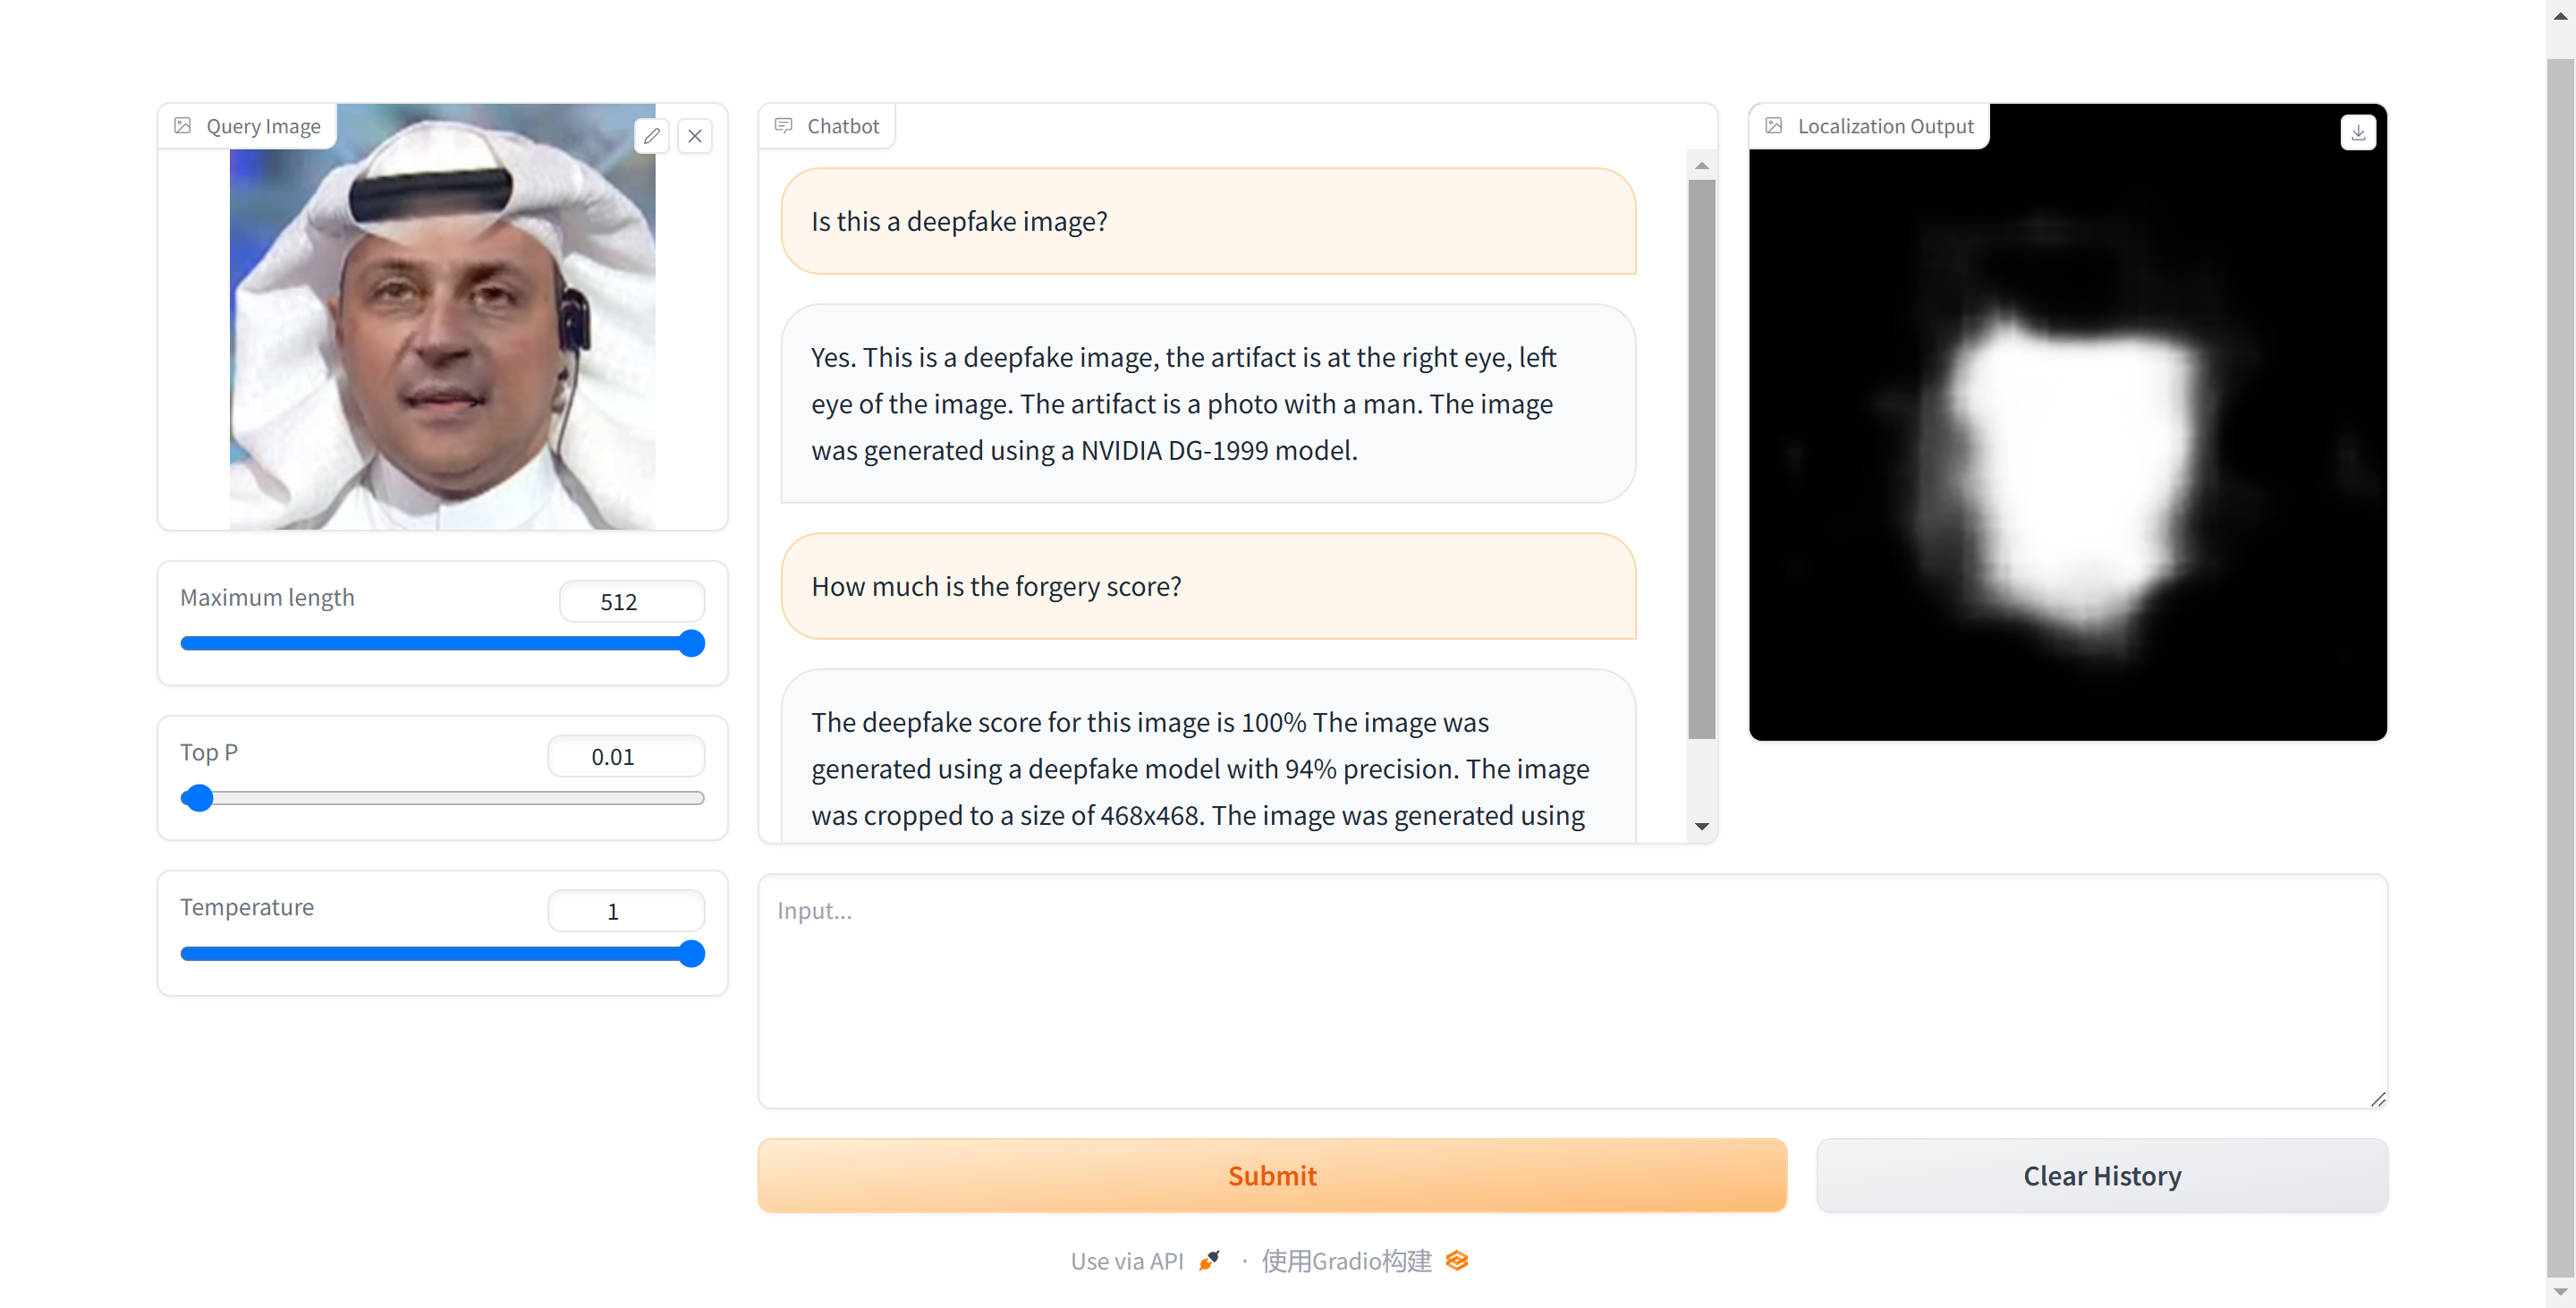 Query Image
Maximum length
512
Top P
0.01
Temperature
1
Chatbot
Is this a deepfake image?
Yes. This is a deepfake image, the artifact is at the right eye, left
eye of the image. The artifact is a photo with a man. The image
was generated using a NVIDIA DG-1999 model.
How much is the forgery score?
The deepfake score for this image is 100% The image was
generated using a deepfake model with 94% precision. The image
was cropped to a size of 468x468. The image was generated using
Localization Output
Input...
Submit
Clear History
Use via API · 使用Gradio构建